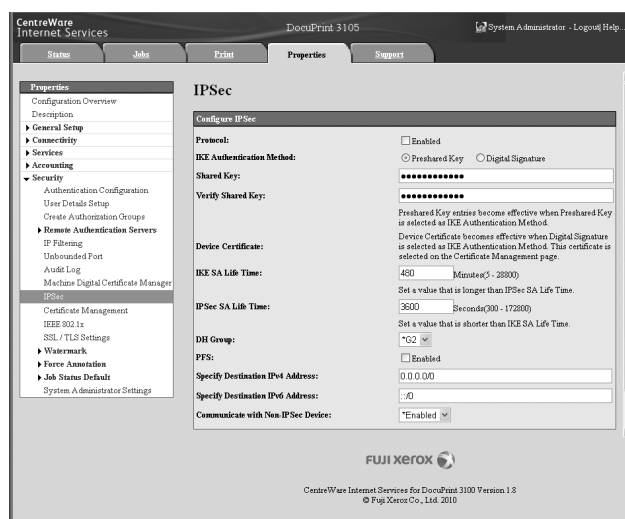 CentreWare
Internet Services
DocuPrint 3105
System Administrator - Logout| Help...
Status
Jobs
Print
Properties
Support
Properties
Configuration Overview
Description
General Setup
Connectivity
Services
Accounting
Security
Authentication Configuration
User Details Setup
Create Authorization Groups
Remote Authentication Servers
IP Filtering
Unbounded Port
Audit Log
Machine Digital Certificate Manager
IPSec
Certificate Management
IEEE 802.1x
SSL / TLS Settings
Watermark
Force Annotation
Job Status Default
System Administrator Settings
IPSec
Configure IPSec
Protocol: Enabled
IKE Authentication Method: Preshared Key Digital Signature
Shared Key: ●●●●●●●●●●●●
Verify Shared Key: ●●●●●●●●●●●●
Preshared Key entries become effective when Preshared Key
is selected as IKE Authentication Method.
Device Certificate: Device Certificate becomes effective when Digital Signature
is selected as IKE Authentication Method. This certificate is
selected on the Certificate Management page.
IKE SA Life Time: 480 Minutes(5 - 28800)
Set a value that is longer than IPSec SA Life Time.
IPSec SA Life Time: 3600 Seconds(300 - 172800)
Set a value that is shorter than IKE SA Life Time.
DH Group: *G2
PFS: Enabled
Specify Destination IPv4 Address: 0.0.0.0/0
Specify Destination IPv6 Address: ::/0
Communicate with Non-IPSec Device: *Enabled
FUJI XEROX
CentreWare Internet Services for DocuPrint 3100 Version 1.8
© Fuji Xerox Co., Ltd. 2010